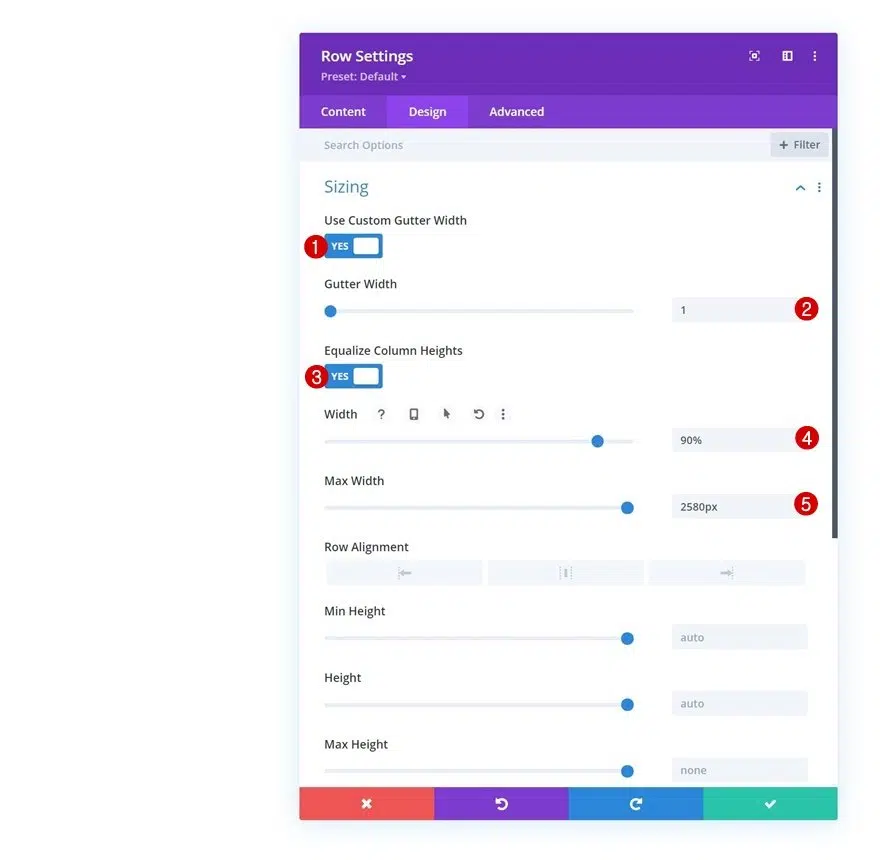 Row Settings
Preset: Default
Content Design Advanced
Search Options + Filter
Sizing
Use Custom Gutter Width
1 YES
Gutter Width
1 2
Equalize Column Heights
3 YES
Width ?
90% 4
Max Width
2580px 5
Row Alignment
Min Height
auto
Height
auto
Max Height
none